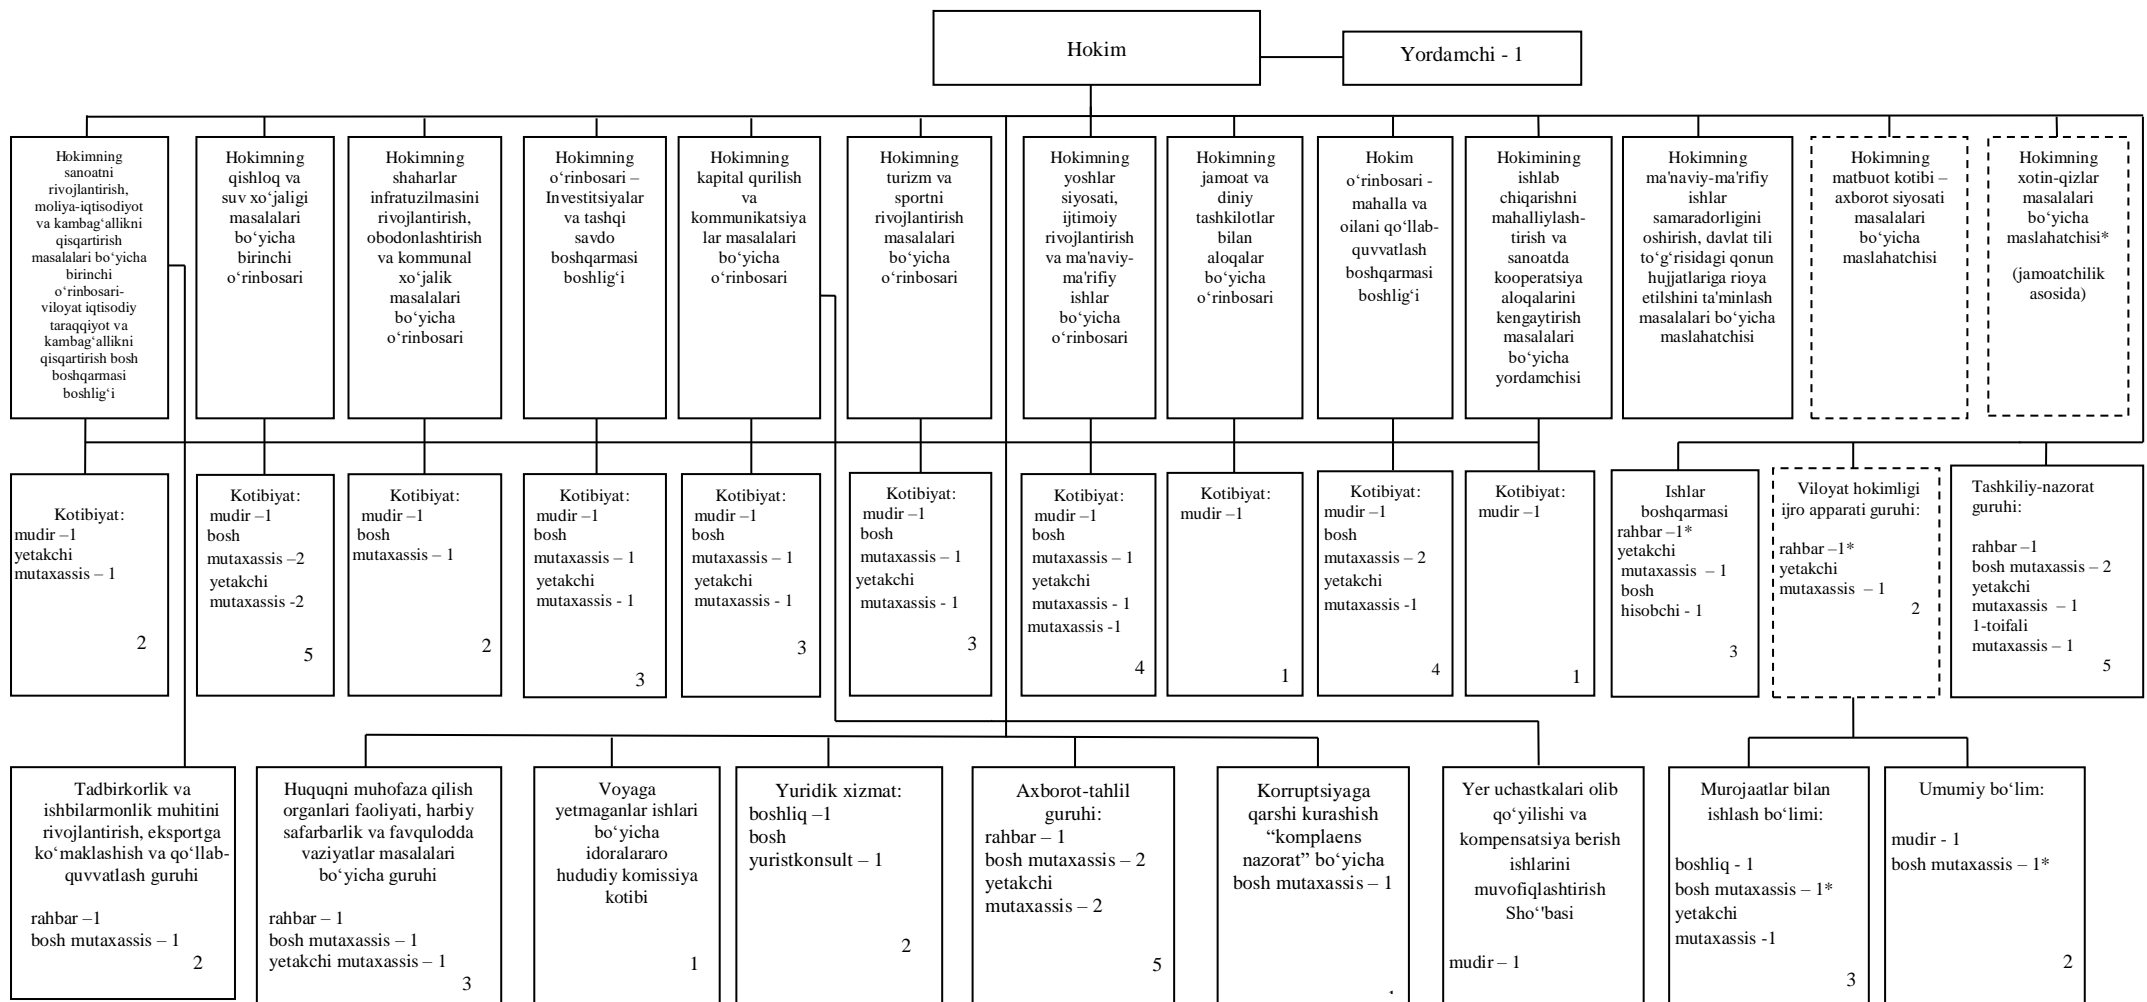 Hokim
Yordamchi - 1
Hokimning
sanoatni
rivojlantirish,
moliya-iqtisodiyot
va kambag‘allikni
qisqartirish
masalalari bo‘yicha
birinchi
o‘rinbosari-
viloyat iqtisodiy
taraqqiyot va
kambag‘allikni
qisqartirish bosh
boshqarmasi
boshlig‘i
Hokimning
qishloq va
suv xo‘jaligi
masalalari
bo‘yicha
birinchi
o‘rinbosari
Hokimning
shaharlar
infratuzilmasini
rivojlantirish,
obodonlashtirish
va kommunal
xo‘jalik
masalalari
bo‘yicha
o‘rinbosari
Hokimning
o‘rinbosari –
Investitsiyalar
va tashqi
savdo
boshqarmasi
boshlig‘i
Hokimning
kapital qurilish
va
kommunikatsiya
lar masalalari
bo‘yicha
o‘rinbosari
Hokimning
turizm va
sportni
rivojlantirish
masalalari
bo‘yicha
o‘rinbosari
Hokimning
yoshlar
siyosati,
ijtimoiy
rivojlantirish
va ma'naviy-
ma'rifiy
ishlar
bo‘yicha
o‘rinbosari
Hokimning
jamoat va
diniy
tashkilotlar
bilan
aloqalar
bo‘yicha
o‘rinbosari
Hokim
o‘rinbosari -
mahalla va
oilani qo‘llab-
quvvatlash
boshqarmasi
boshlig‘i
Hokimining
ishlab
chiqarishni
mahalliylash-
tirish va
sanoatda
kooperatsiya
aloqalarini
kengaytirish
masalalari
bo‘yicha
yordamchisi
Hokimning
ma'naviy-ma'rifiy
ishlar
samaradorligini
oshirish, davlat tili
to‘g‘risidagi qonun
hujjatlariga rioya
etilshini ta'minlash
masalalari bo‘yicha
maslahatchisi
Hokimning
matbuot kotibi –
axborot siyosati
masalalari
bo‘yicha
maslahatchisi
Hokimning
xotin-qizlar
masalalari
bo‘yicha
maslahatchisi*
(jamoatchilik
asosida)
Kotibiyat:
mudir –1
yetakchi
mutaxassis – 1
2
Kotibiyat:
mudir –1
bosh
mutaxassis –2
yetakchi
mutaxassis -2
5
Kotibiyat:
mudir –1
bosh
mutaxassis – 1
2
Kotibiyat:
mudir –1
bosh
mutaxassis – 1
yetakchi
mutaxassis - 1
3
Kotibiyat:
mudir –1
bosh
mutaxassis – 1
yetakchi
mutaxassis - 1
3
Kotibiyat:
mudir –1
bosh
mutaxassis – 1
yetakchi
mutaxassis - 1
3
Kotibiyat:
mudir –1
bosh
mutaxassis – 1
yetakchi
mutaxassis - 1
mutaxassis -1
4
Kotibiyat:
mudir –1
1
Kotibiyat:
mudir –1
bosh
mutaxassis – 2
yetakchi
mutaxassis -1
4
Kotibiyat:
mudir –1
1
Ishlar
boshqarmasi
rahbar –1*
yetakchi
mutaxassis – 1
bosh
hisobchi - 1
3
Viloyat hokimligi
ijro apparati guruhi:
rahbar –1*
yetakchi
mutaxassis – 1
2
Tashkiliy-nazorat
guruhi:
rahbar –1
bosh mutaxassis – 2
yetakchi
mutaxassis – 1
1-toifali
mutaxassis – 1
5
Tadbirkorlik va
ishbilarmonlik muhitini
rivojlantirish, eksportga
ko‘maklashish va qo‘llab-
quvvatlash guruhi
rahbar –1
bosh mutaxassis – 1
2
Huquqni muhofaza qilish
organlari faoliyati, harbiy
safarbarlik va favqulodda
vaziyatlar masalalari
bo‘yicha guruhi
rahbar – 1
bosh mutaxassis – 1
yetakchi mutaxassis – 1
3
Voyaga
yetmaganlar ishlari
bo‘yicha
idoralararo
hududiy komissiya
kotibi
1
Yuridik xizmat:
boshliq –1
bosh
yuristkonsult – 1
2
Axborot-tahlil
guruhi:
rahbar – 1
bosh mutaxassis – 2
yetakchi
mutaxassis – 2
5
Korruptsiyaga
qarshi kurashish
“komplaens
nazorat” bo‘yicha
bosh mutaxassis – 1
Yer uchastkalari olib
qo‘yilishi va
kompensatsiya berish
ishlarini
muvofiqlashtirish
Sho‘'basi
mudir – 1
Murojaatlar bilan
ishlash bo‘limi:
boshliq - 1
bosh mutaxassis – 1*
yetakchi
mutaxassis -1
3
Umumiy bo‘lim:
mudir - 1
bosh mutaxassis – 1*
2